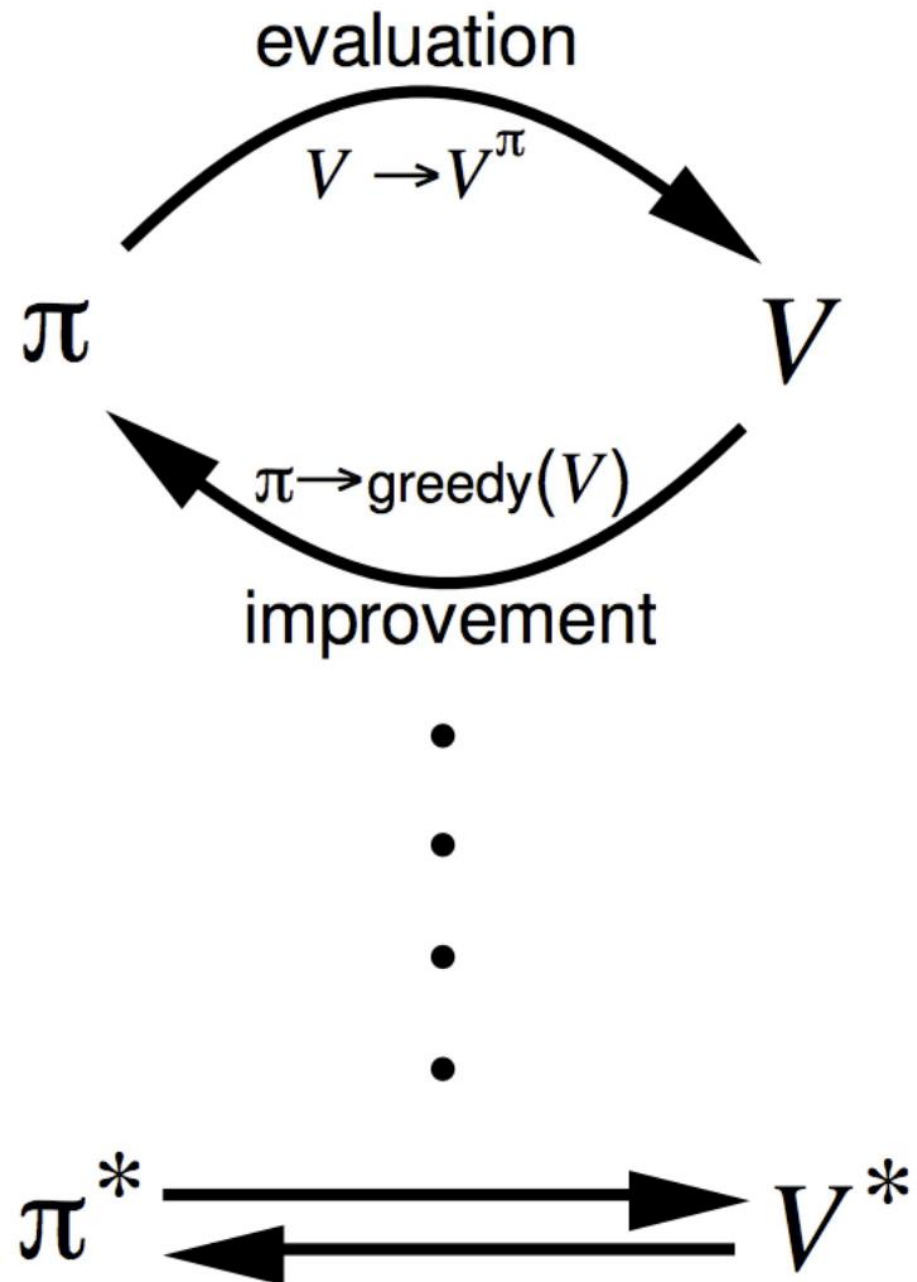 evaluation
V → V^π
π V
π → greedy(V)
improvement
π* V*